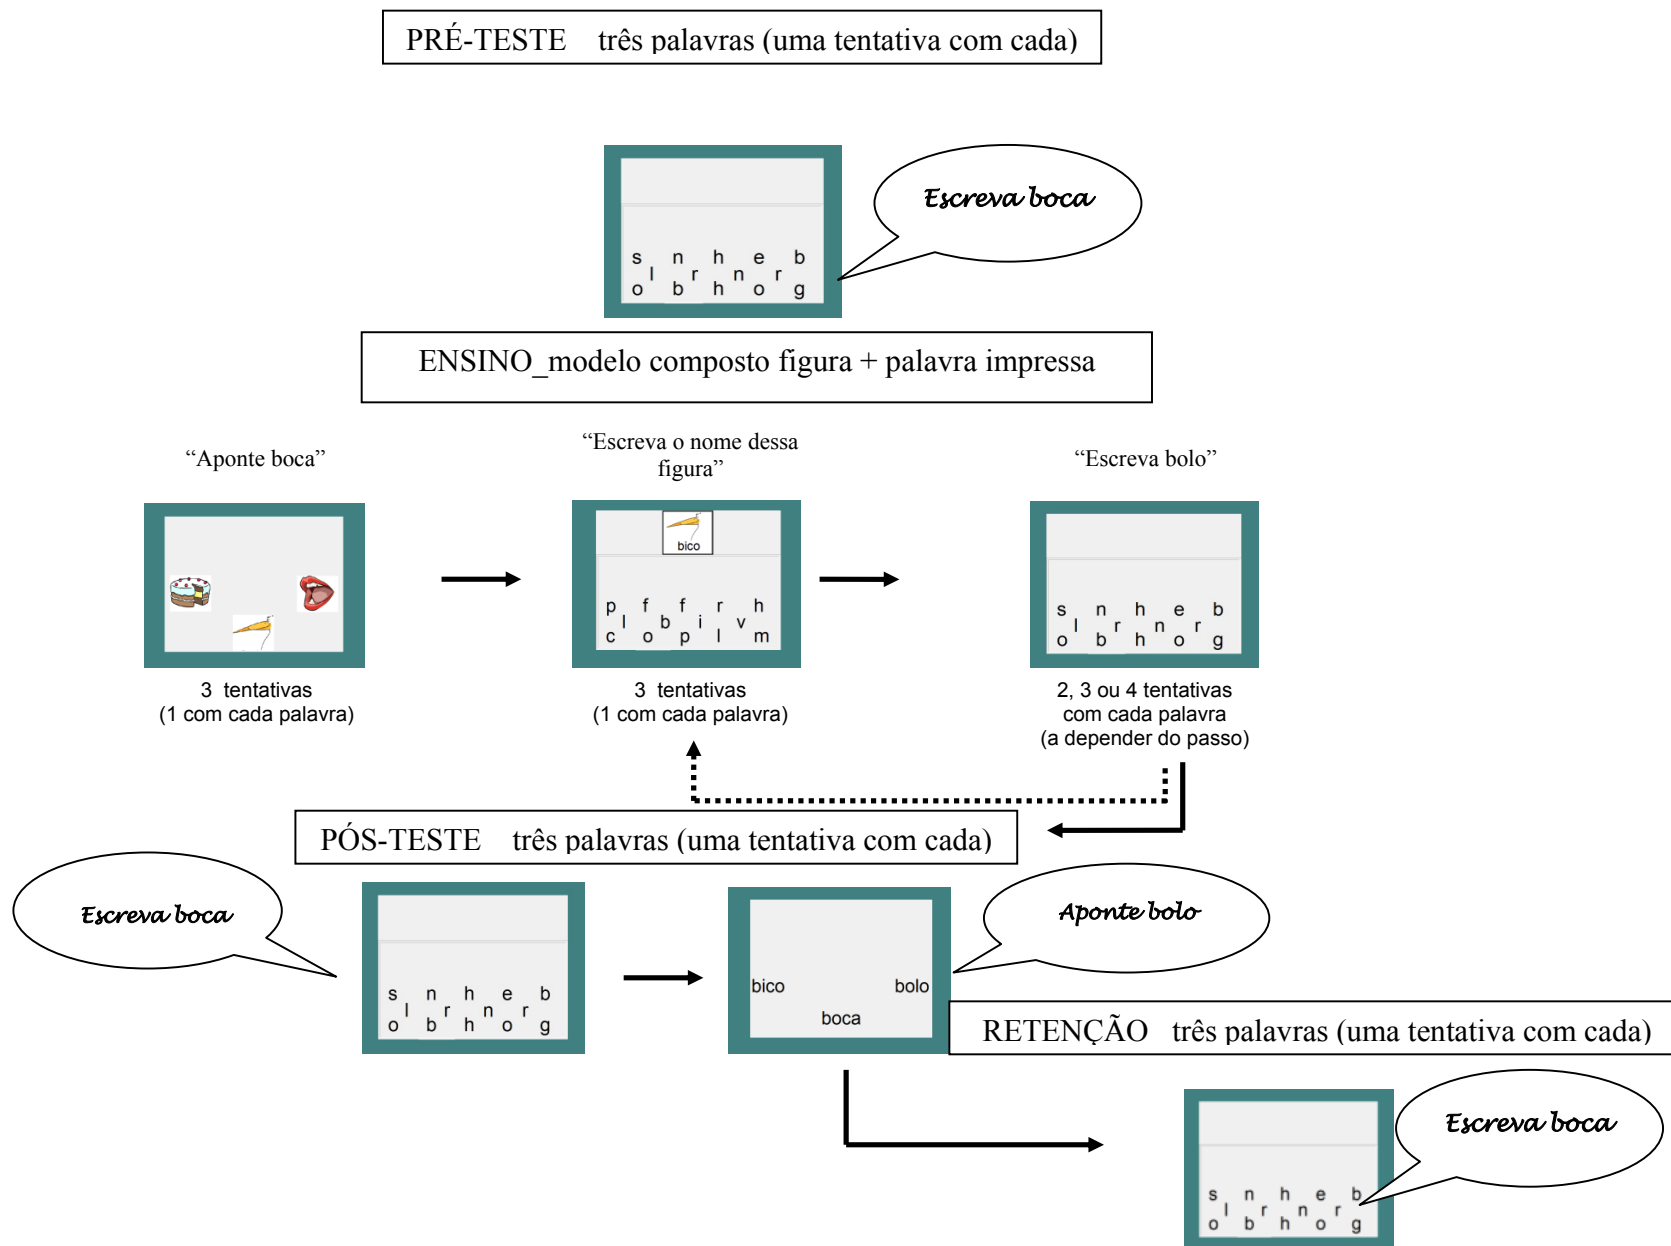 PRÉ-TESTE três palavras (uma tentativa com cada)
Escreva boca
s n h e b
l r n r
o b h o g
ENSINO_modelo composto figura + palavra impressa
“Aponte boca”
“Escreva o nome dessa
figura”
“Escreva bolo”
bico
p f f r h
l b i v
c o p l m
s n h e b
l r n r
o b h o g
3 tentativas
(1 com cada palavra)
3 tentativas
(1 com cada palavra)
2, 3 ou 4 tentativas
com cada palavra
(a depender do passo)
PÓS-TESTE três palavras (uma tentativa com cada)
Escreva boca
s n h e b
l r n r
o b h o g
Aponte bolo
bico bolo
boca
RETENÇÃO três palavras (uma tentativa com cada)
Escreva boca
s n h e b
l r n r
o b h o g